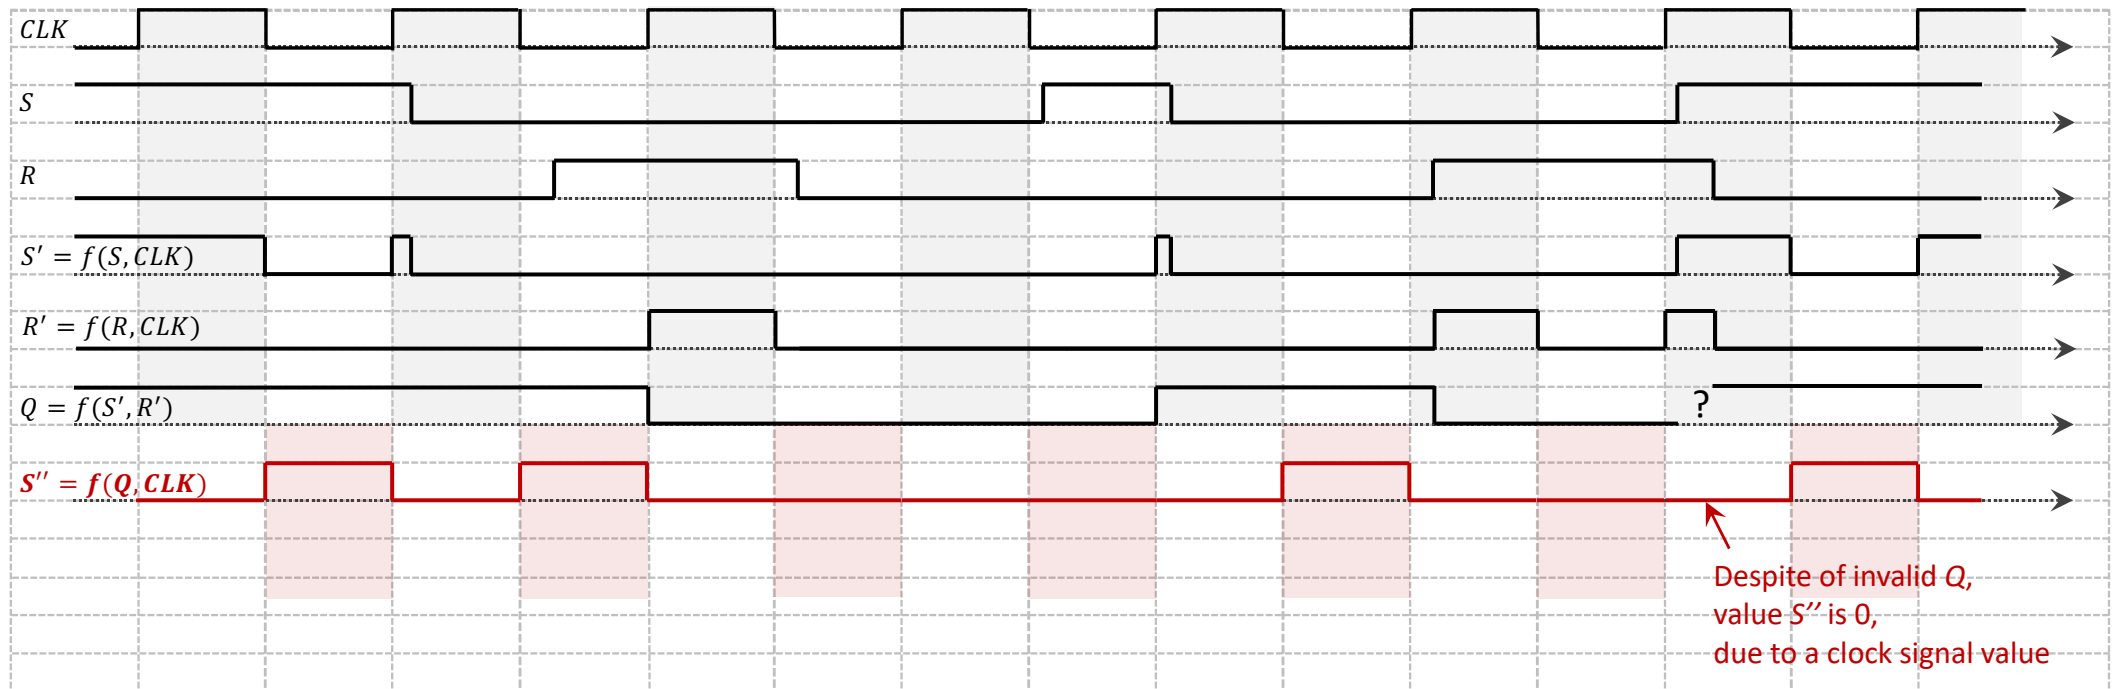 CLK
S
R
S′ = f(S, CLK)
R′ = f(R, CLK)
Q = f(S′, R′)
?
S′′ = f(Q, CLK)
Despite of invalid Q,
value S′′ is 0,
due to a clock signal value